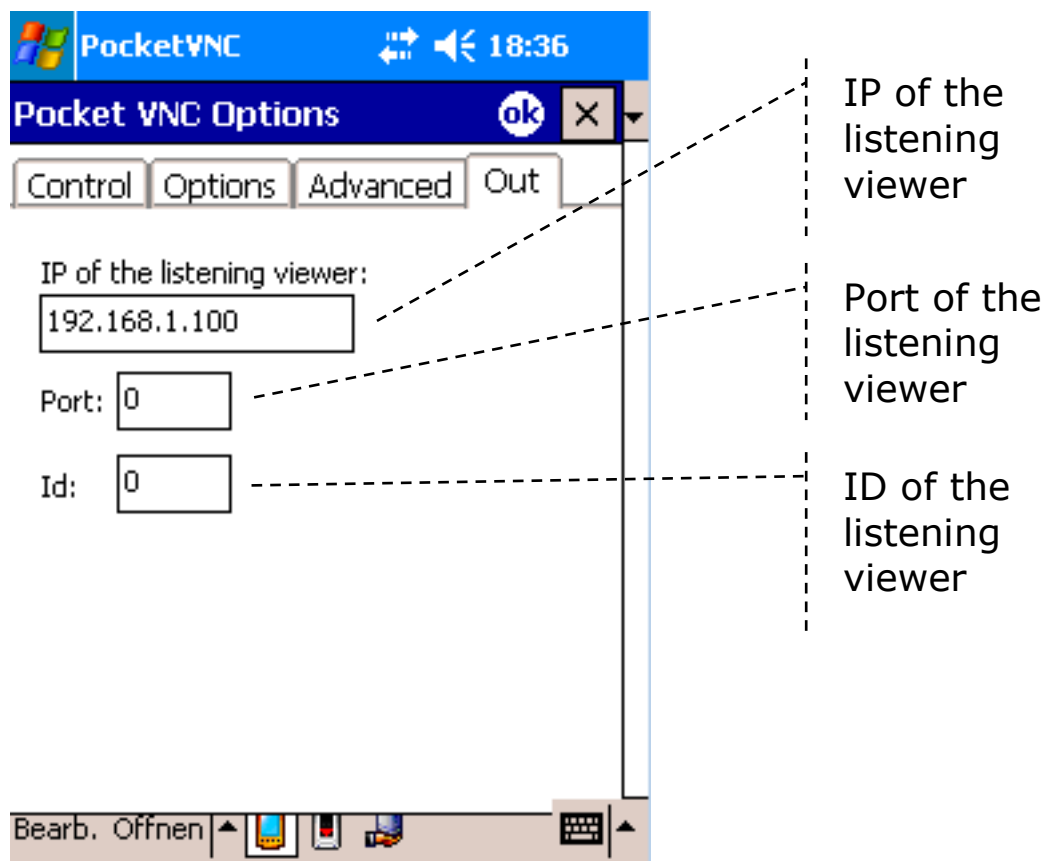 PocketVNC 18:36
Pocket VNC Options ok
Control Options Advanced Out
IP of the listening viewer:
192.168.1.100
Port: 0
Id: 0
Bearb. Öffnen
IP of the
listening
viewer
Port of the
listening
viewer
ID of the
listening
viewer